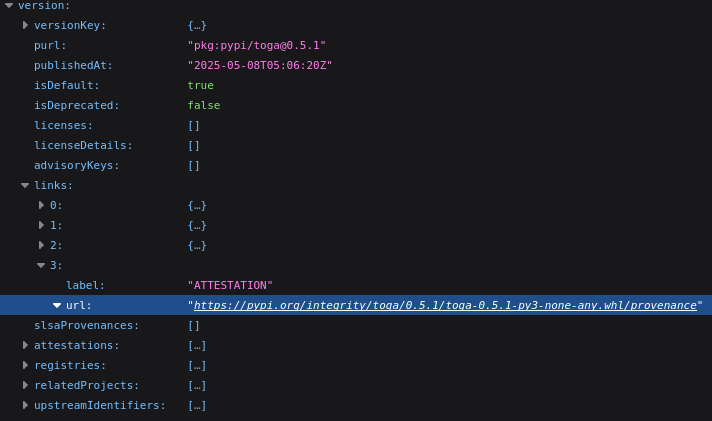 version:
versionKey: {…}
purl: "pkg:pypi/toga@0.5.1"
publishedAt: "2025-05-08T05:06:20Z"
isDefault: true
isDeprecated: false
licenses: []
licenseDetails: []
advisoryKeys: []
links:
0: {…}
1: {…}
2: {…}
3:
label: "ATTESTATION"
url: "https://pypi.org/integrity/toga/0.5.1/toga-0.5.1-py3-none-any.whl/provenance"
slsaProvenances: []
attestations: […]
registries: […]
relatedProjects: […]
upstreamIdentifiers: […]